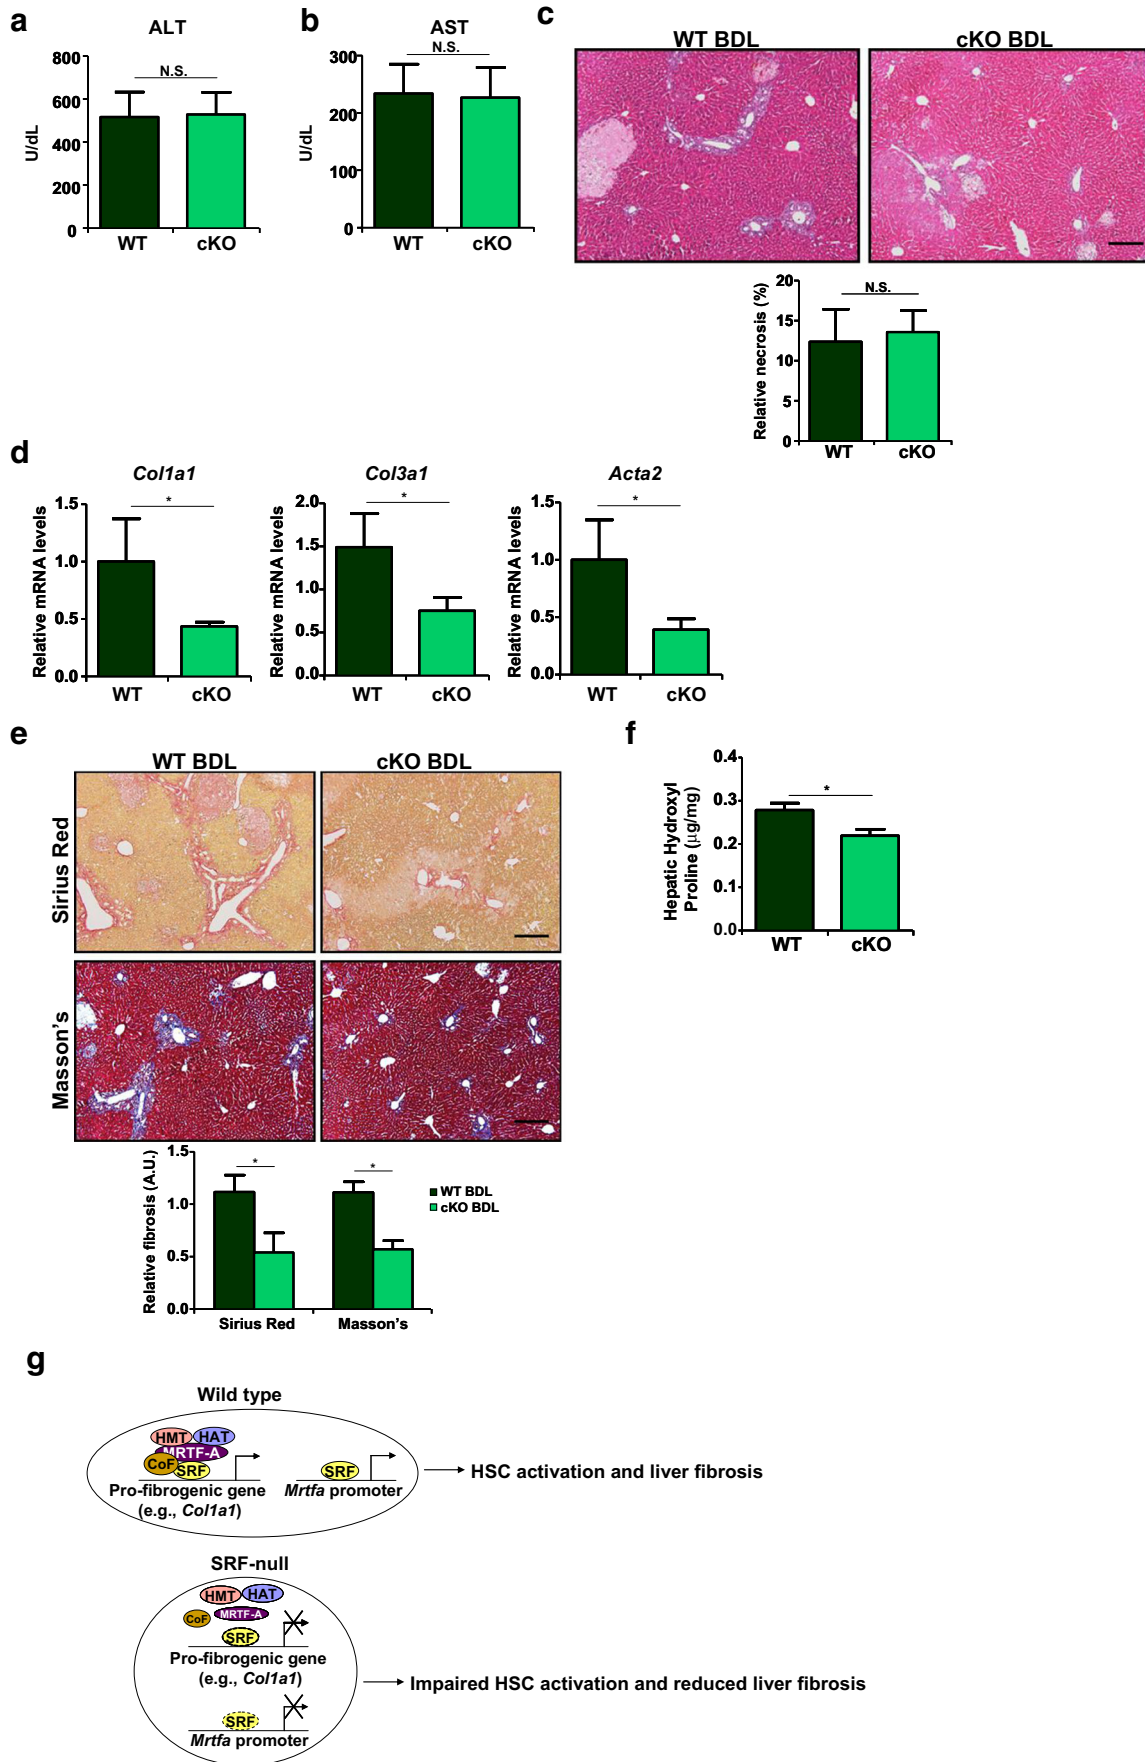 a
ALT
800
600
400
200
0
U/dL
N.S.
WT
cKO
b
AST
300
200
100
0
U/dL
N.S.
WT
cKO
c
WT BDL
cKO BDL
20
15
10
5
0
Relative necrosis (%)
N.S.
WT
cKO
d
Col1a1
1.5
1.0
0.5
0.0
Relative mRNA levels
*
WT
cKO
Col3a1
2.0
1.5
1.0
0.5
0.0
Relative mRNA levels
*
WT
cKO
Acta2
1.5
1.0
0.5
0.0
Relative mRNA levels
*
WT
cKO
e
WT BDL
cKO BDL
Sirius Red
Masson's
1.5
1.0
0.5
0.0
Relative fibrosis (A.U.)
*
*
WT BDL
cKO BDL
Sirius Red
Masson's
f
0.4
0.3
0.2
0.1
0.0
Hepatic Hydroxyl
Proline (μg/mg)
*
WT
cKO
g
Wild type
HMT
HAT
MRTF-A
CoF
SRF
Pro-fibrogenic gene
(e.g., Col1a1)
SRF
Mrtfa promoter
HSC activation and liver fibrosis
SRF-null
HMT
HAT
CoF
MRTF-A
SRF
Pro-fibrogenic gene
(e.g., Col1a1)
SRF
Mrtfa promoter
Impaired HSC activation and reduced liver fibrosis